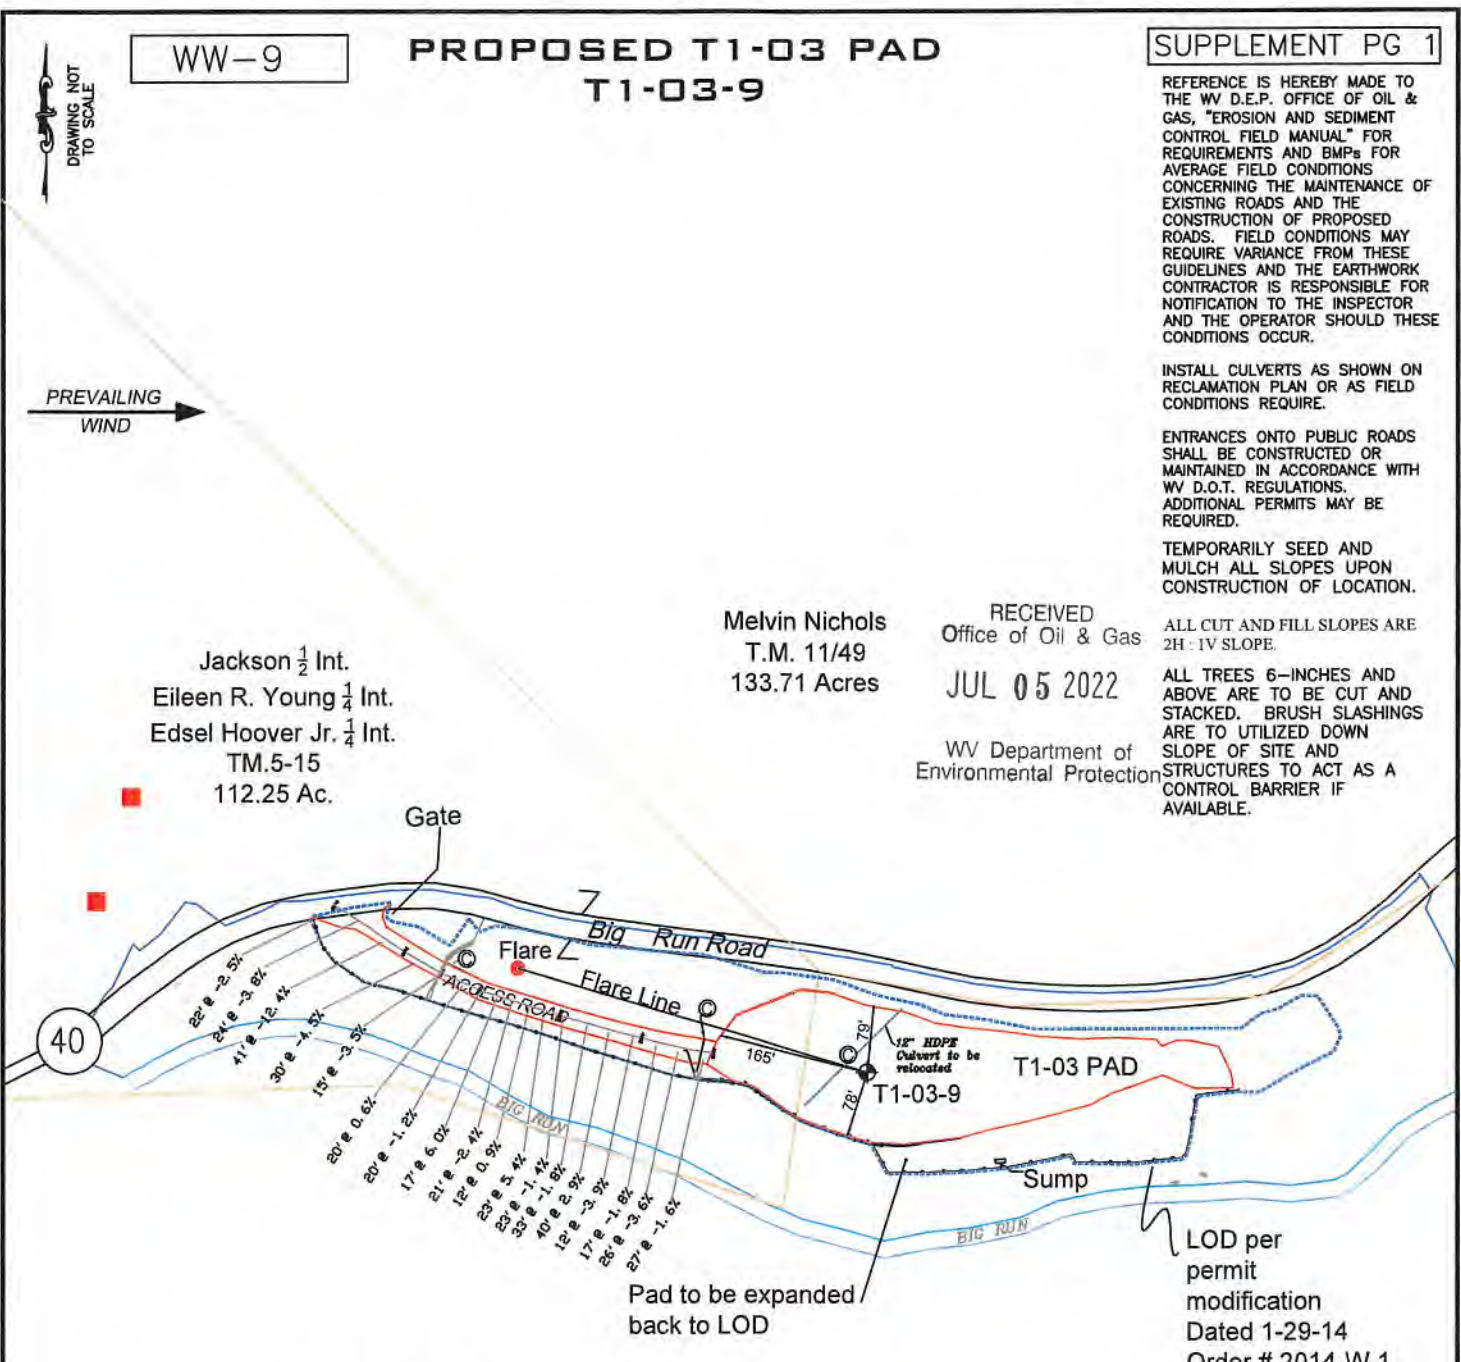 WW-9
PROPOSED T1-03 PAD
T1-03-9
SUPPLEMENT PG 1
DRAWING NOT
TO SCALE
REFERENCE IS HEREBY MADE TO
THE WV D.E.P. OFFICE OF OIL &
GAS, "EROSION AND SEDIMENT
CONTROL FIELD MANUAL" FOR
REQUIREMENTS AND BMPs FOR
AVERAGE FIELD CONDITIONS
CONCERNING THE MAINTENANCE OF
EXISTING ROADS AND THE
CONSTRUCTION OF PROPOSED
ROADS. FIELD CONDITIONS MAY
REQUIRE VARIANCE FROM THESE
GUIDELINES AND THE EARTHWORK
CONTRACTOR IS RESPONSIBLE FOR
NOTIFICATION TO THE INSPECTOR
AND THE OPERATOR SHOULD THESE
CONDITIONS OCCUR.
INSTALL CULVERTS AS SHOWN ON
RECLAMATION PLAN OR AS FIELD
CONDITIONS REQUIRE.
ENTRANCES ONTO PUBLIC ROADS
SHALL BE CONSTRUCTED OR
MAINTAINED IN ACCORDANCE WITH
WV D.O.T. REGULATIONS.
ADDITIONAL PERMITS MAY BE
REQUIRED.
TEMPORARILY SEED AND
MULCH ALL SLOPES UPON
CONSTRUCTION OF LOCATION.
ALL CUT AND FILL SLOPES ARE
2H : 1V SLOPE.
ALL TREES 6-INCHES AND
ABOVE ARE TO BE CUT AND
STACKED. BRUSH SLASHINGS
ARE TO UTILIZED DOWN
SLOPE OF SITE AND
STRUCTURES TO ACT AS A
CONTROL BARRIER IF
AVAILABLE.
PREVAILING
WIND
Melvin Nichols
T.M. 11/49
133.71 Acres
RECEIVED
Office of Oil & Gas
JUL 05 2022
WV Department of
Environmental Protection
Jackson 1/2 Int.
Eileen R. Young 1/4 Int.
Edsel Hoover Jr. 1/4 Int.
TM.5-15
112.25 Ac.
Gate
Big Run Road
Flare
Flare Line
ACCESS ROAD
C
C
C
165'
79'
78'
12" HDPE
Culvert to be
relocated
T1-03 PAD
T1-03-9
40
22' @ -2.5%
24' @ -3.8%
41' @ -12.4%
30' @ -4.5%
15' @ -3.5%
20' @ 0.6%
20' @ -1.2%
17' @ 6.0%
21' @ -2.4%
12' @ 0.9%
23' @ 5.4%
23' @ -1.4%
33' @ -1.8%
40' @ 2.9%
12' @ -3.9%
17' @ -1.8%
26' @ -3.6%
27' @ -1.6%
BIG RUN
Sump
BIG RUN
Pad to be expanded
back to LOD
LOD per
permit
modification
Dated 1-29-14
Order # 2014-W-1